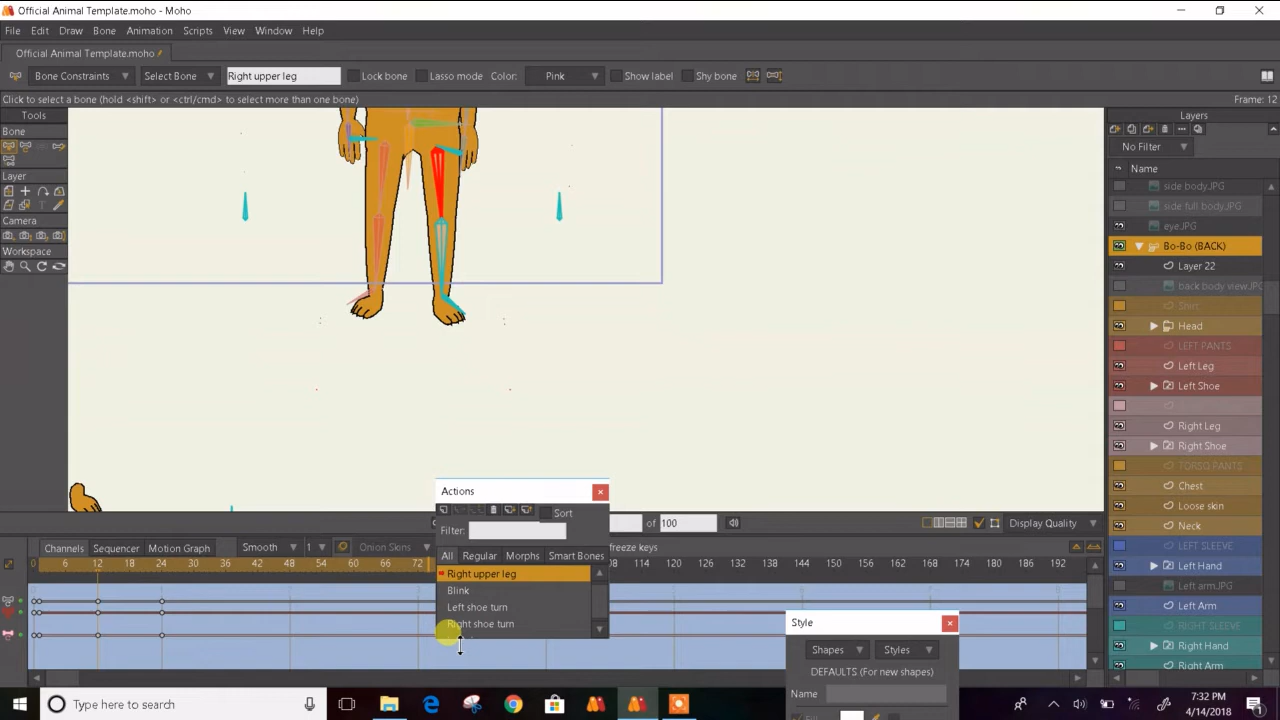 Official Animal Template.moho - Moho
File Edit Draw Bone Animation Scripts View Window Help
Official Animal Template.moho
Bone Constraints Select Bone Right upper leg Lock bone Lasso mode Color: Pink Show label Shy bone
Click to select a bone (hold <shift> or <ctrl/cmd> to select more than one bone) Frame: 12
Tools
Layers
Bone
No Filter
Name
Layer
side body.JPG
side full body.JPG
Camera
eye.JPG
Workspace
Bo-Bo (BACK)
Layer 22
back body view.JPG
Shirt
Head
LEFT PANTS
Left Leg
Left Shoe
Right Leg
Right Shoe
TORSO PANTS
Chest
Loose skin
Neck
LEFT SLEEVE
Left Hand
Left arm.JPG
Left Arm
RIGHT SLEEVE
Right Hand
Right Arm
Actions
Sort
Filter:
All Regular Morphs Smart Bones
Right upper leg
Blink
Left shoe turn
Right shoe turn
of 100
Display Quality
Channels Sequencer Motion Graph Smooth 1 Onion Skins freeze keys
0 6 12 18 24 30 36 42 48 54 60 66 72 108 114 120 126 132 138 144 150 156 162 168 174 180 186 192
Style
Shapes Styles
DEFAULTS (For new shapes)
Name
Fill
Type here to search
7:32 PM
4/14/2018